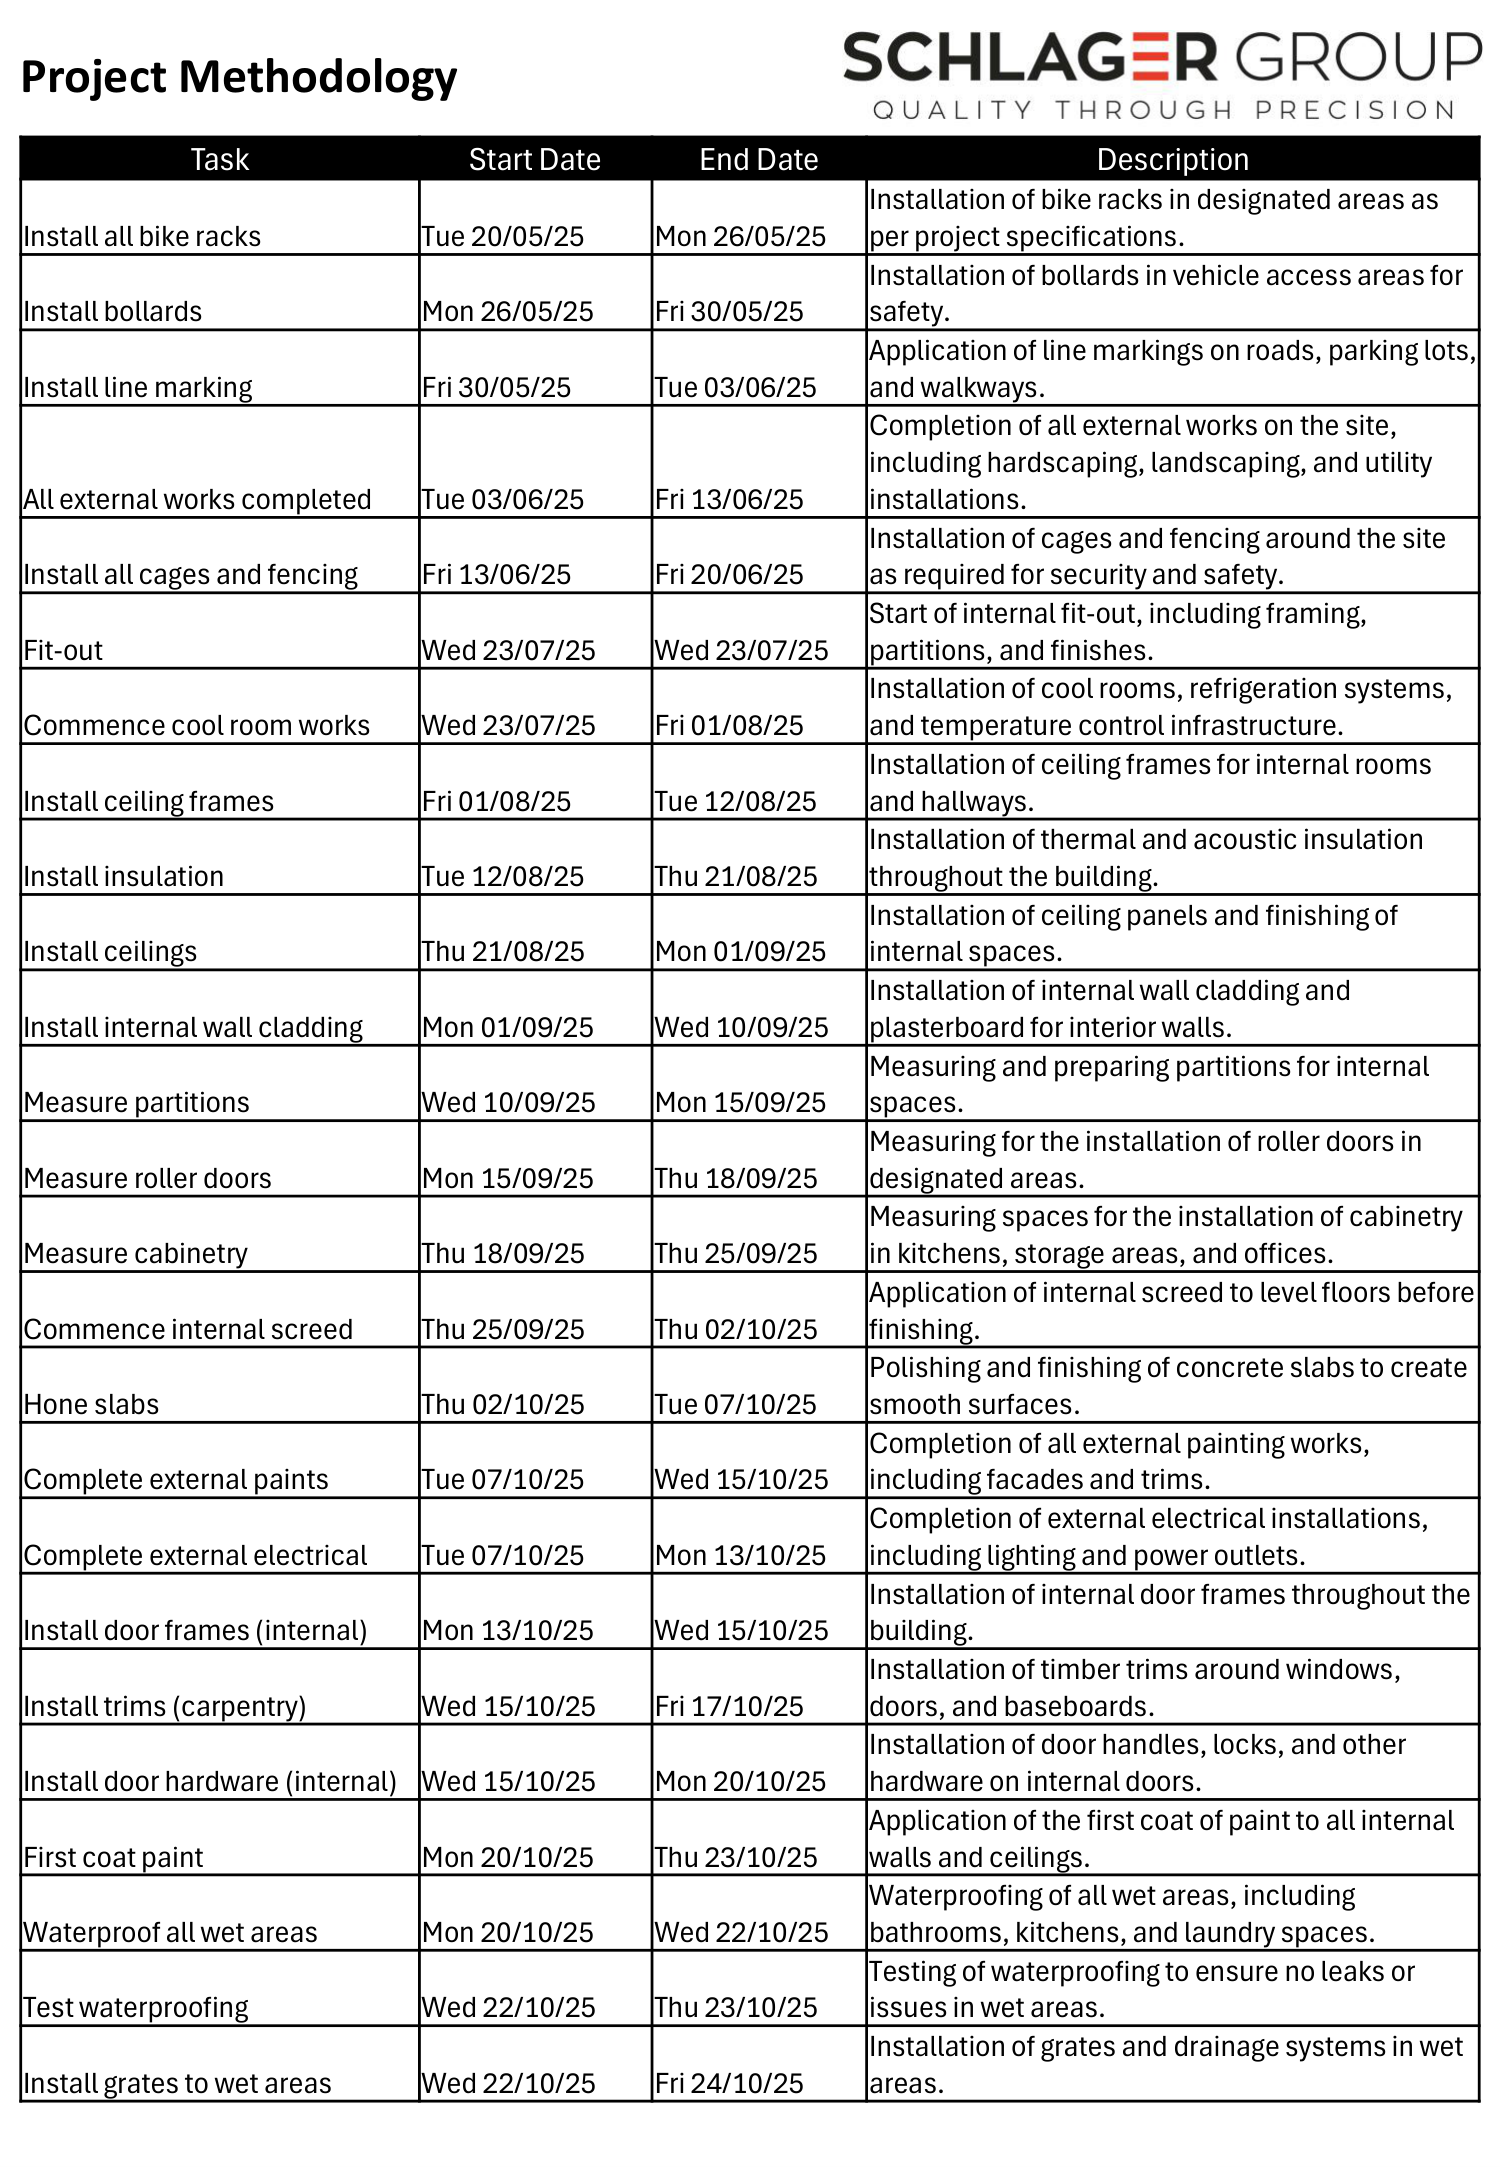 Project Methodology
SCHLAGER GROUP
QUALITY THROUGH PRECISION
Task Start Date End Date Description
Install all bike racks Tue 20/05/25 Mon 26/05/25 Installation of bike racks in designated areas as
per project specifications.
Install bollards Mon 26/05/25 Fri 30/05/25 Installation of bollards in vehicle access areas for
safety.
Install line marking Fri 30/05/25 Tue 03/06/25 Application of line markings on roads, parking lots,
and walkways.
All external works completed Tue 03/06/25 Fri 13/06/25 Completion of all external works on the site,
including hardscaping, landscaping, and utility
installations.
Install all cages and fencing Fri 13/06/25 Fri 20/06/25 Installation of cages and fencing around the site
as required for security and safety.
Fit-out Wed 23/07/25 Wed 23/07/25 Start of internal fit-out, including framing,
partitions, and finishes.
Commence cool room works Wed 23/07/25 Fri 01/08/25 Installation of cool rooms, refrigeration systems,
and temperature control infrastructure.
Install ceiling frames Fri 01/08/25 Tue 12/08/25 Installation of ceiling frames for internal rooms
and hallways.
Install insulation Tue 12/08/25 Thu 21/08/25 Installation of thermal and acoustic insulation
throughout the building.
Install ceilings Thu 21/08/25 Mon 01/09/25 Installation of ceiling panels and finishing of
internal spaces.
Install internal wall cladding Mon 01/09/25 Wed 10/09/25 Installation of internal wall cladding and
plasterboard for interior walls.
Measure partitions Wed 10/09/25 Mon 15/09/25 Measuring and preparing partitions for internal
spaces.
Measure roller doors Mon 15/09/25 Thu 18/09/25 Measuring for the installation of roller doors in
designated areas.
Measure cabinetry Thu 18/09/25 Thu 25/09/25 Measuring spaces for the installation of cabinetry
in kitchens, storage areas, and offices.
Commence internal screed Thu 25/09/25 Thu 02/10/25 Application of internal screed to level floors before
finishing.
Hone slabs Thu 02/10/25 Tue 07/10/25 Polishing and finishing of concrete slabs to create
smooth surfaces.
Complete external paints Tue 07/10/25 Wed 15/10/25 Completion of all external painting works,
including facades and trims.
Complete external electrical Tue 07/10/25 Mon 13/10/25 Completion of external electrical installations,
including lighting and power outlets.
Install door frames (internal) Mon 13/10/25 Wed 15/10/25 Installation of internal door frames throughout the
building.
Install trims (carpentry) Wed 15/10/25 Fri 17/10/25 Installation of timber trims around windows,
doors, and baseboards.
Install door hardware (internal) Wed 15/10/25 Mon 20/10/25 Installation of door handles, locks, and other
hardware on internal doors.
First coat paint Mon 20/10/25 Thu 23/10/25 Application of the first coat of paint to all internal
walls and ceilings.
Waterproof all wet areas Mon 20/10/25 Wed 22/10/25 Waterproofing of all wet areas, including
bathrooms, kitchens, and laundry spaces.
Test waterproofing Wed 22/10/25 Thu 23/10/25 Testing of waterproofing to ensure no leaks or
issues in wet areas.
Install grates to wet areas Wed 22/10/25 Fri 24/10/25 Installation of grates and drainage systems in wet
areas.